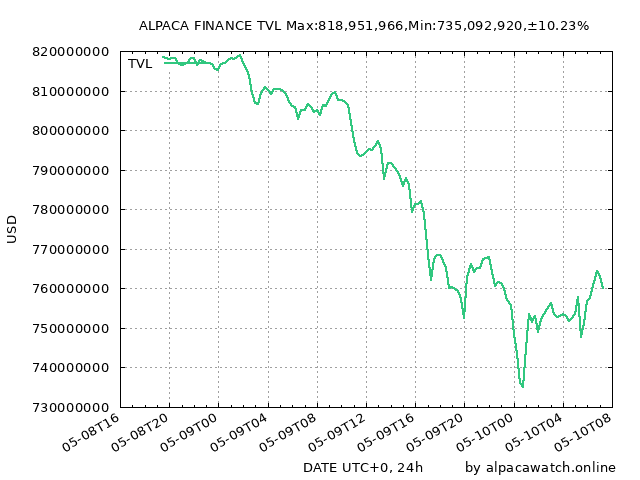 ALPACA FINANCE TVL Max:818,951,966,Min:735,092,920,±10.23%
820000000
TVL
810000000
800000000
790000000
780000000
USD
770000000
760000000
750000000
740000000
730000000
05-08T16
05-08T20
05-09T00
05-09T04
05-09T08
05-09T12
05-09T16
05-09T20
05-10T00
05-10T04
05-10T08
DATE UTC+0, 24h
by alpacawatch.online